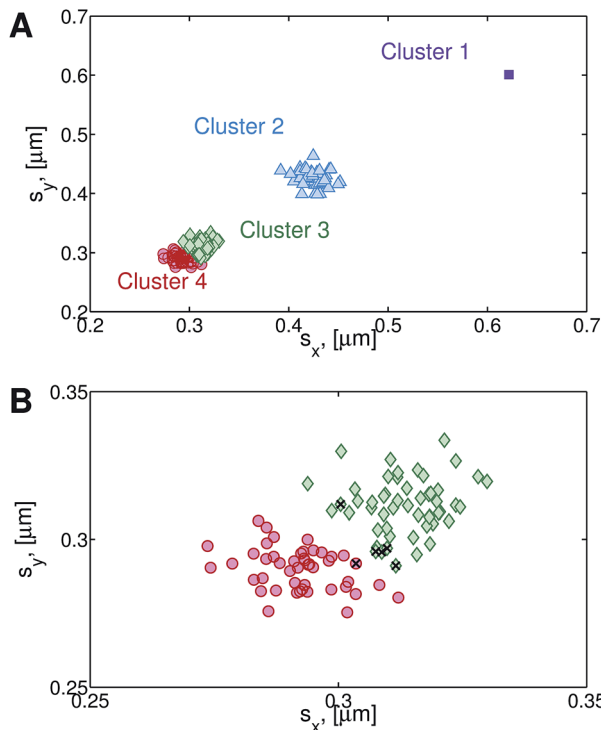 A
0.7
0.6
0.5
0.4
0.3
0.2
s_y, [μm]
Cluster 1
Cluster 2
Cluster 3
Cluster 4
0.2 0.3 0.4 0.5 0.6 0.7
s_x, [μm]
B
0.35
0.3
0.25
s_y, [μm]
0.25 0.3 0.35
s_x, [μm]